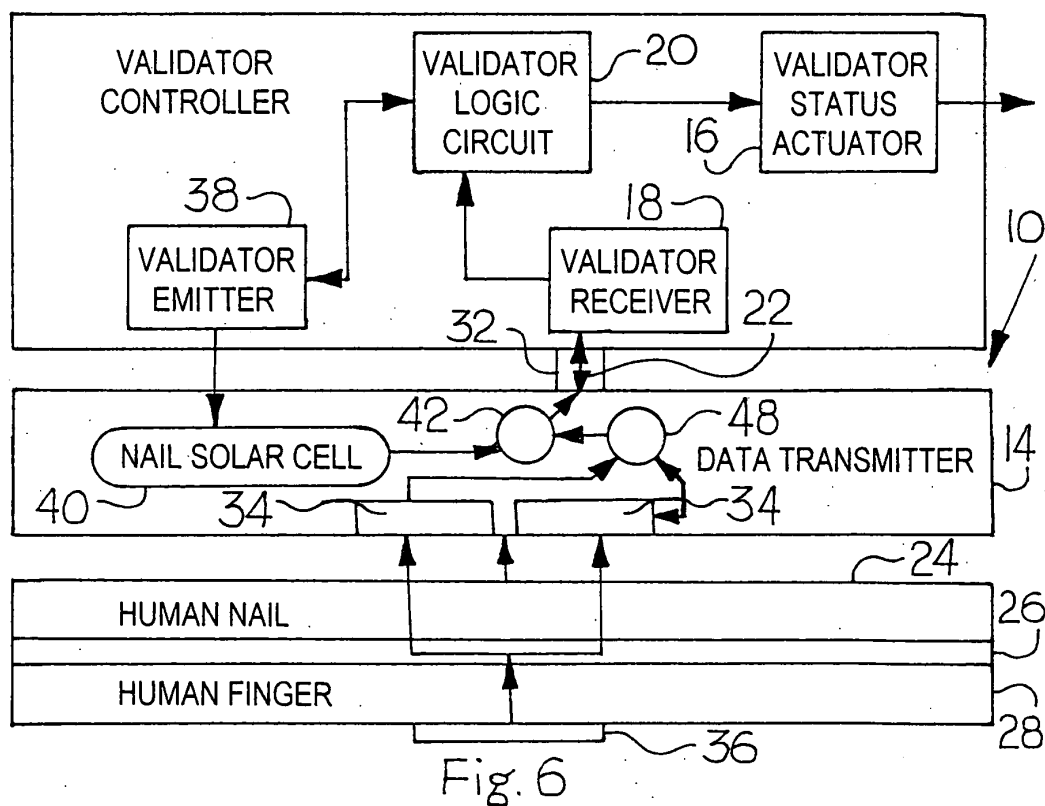 VALIDATOR
CONTROLLER
VALIDATOR
LOGIC
CIRCUIT
20
VALIDATOR
STATUS
ACTUATOR
16
38
VALIDATOR
EMITTER
18
VALIDATOR
RECEIVER
10
32
22
42
48
NAIL SOLAR CELL
DATA TRANSMITTER
14
40
34
34
24
HUMAN NAIL
26
HUMAN FINGER
28
36
Fig. 6